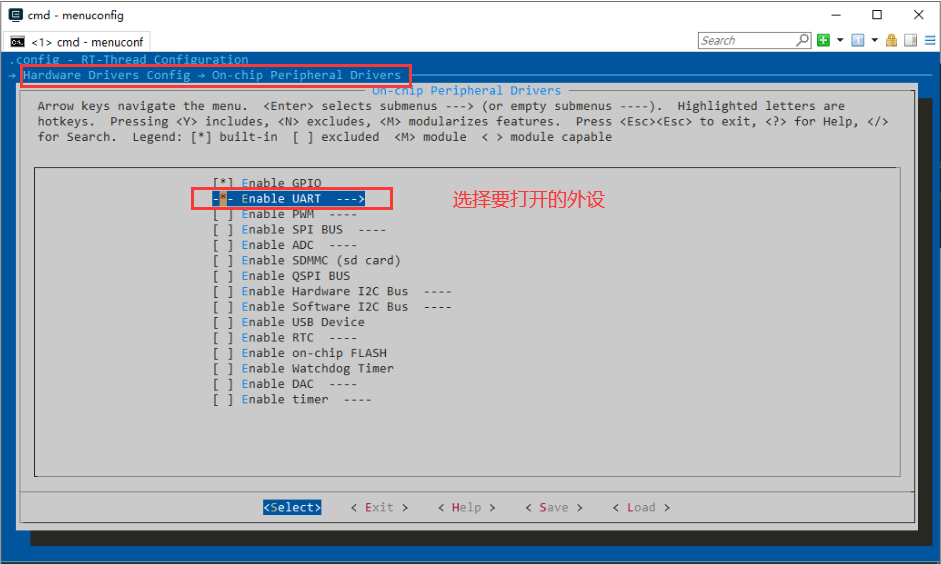 cmd - menuconfig
<1> cmd - menuconf
Search
.config - RT-Thread Configuration
→ Hardware Drivers Config → On-chip Peripheral Drivers
On-chip Peripheral Drivers
Arrow keys navigate the menu.  <Enter> selects submenus ---> (or empty submenus ----).  Highlighted letters are
hotkeys.  Pressing <Y> includes, <N> excludes, <M> modularizes features.  Press <Esc><Esc> to exit, <?> for Help, </>
for Search.  Legend: [*] built-in  [ ] excluded  <M> module  < > module capable
[*] Enable GPIO
-*- Enable UART  --->
选择要打开的外设
[ ] Enable PWM  ----
[ ] Enable SPI BUS  ----
[ ] Enable ADC  ----
[ ] Enable SDMMC (sd card)
[ ] Enable QSPI BUS
[ ] Enable Hardware I2C Bus  ----
[ ] Enable Software I2C Bus  ----
[ ] Enable USB Device
[ ] Enable RTC  ----
[ ] Enable on-chip FLASH
[ ] Enable Watchdog Timer
[ ] Enable DAC  ----
[ ] Enable timer  ----
<Select>    < Exit >    < Help >    < Save >    < Load >